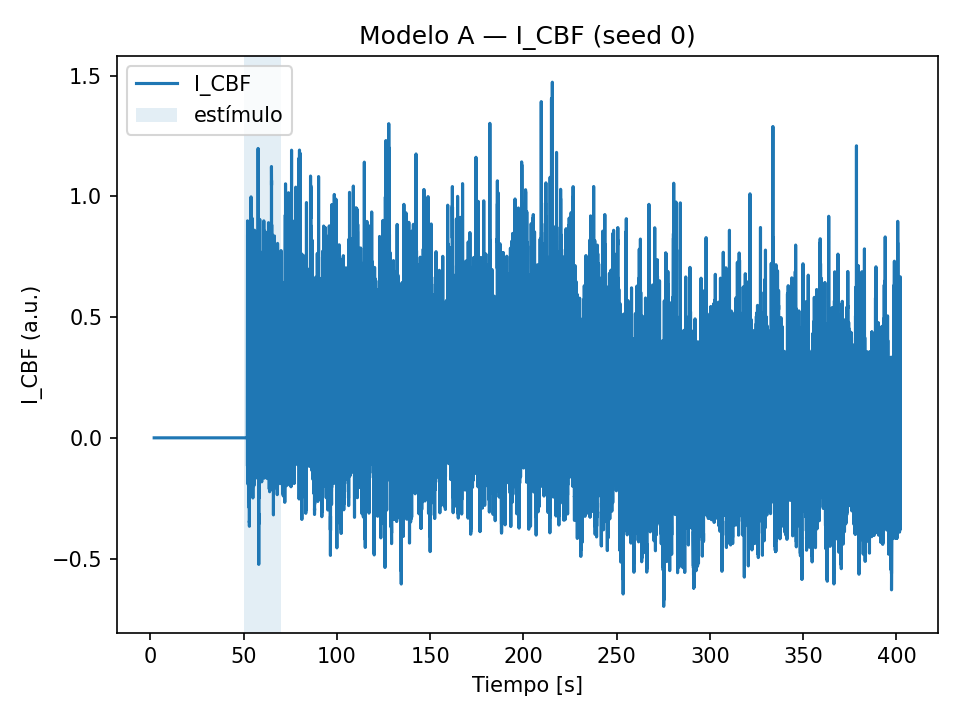 Modelo A — I_CBF (seed 0)
I_CBF
estímulo
I_CBF (a.u.)
1.5
1.0
0.5
0.0
−0.5
0 50 100 150 200 250 300 350 400
Tiempo [s]